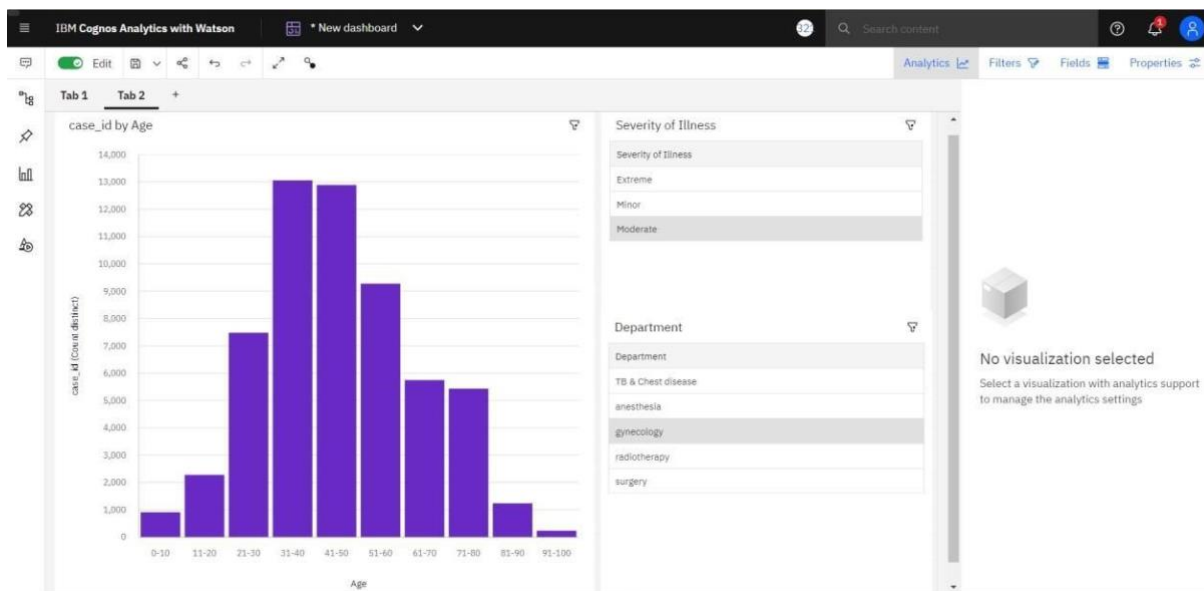 IBM Cognos Analytics with Watson
* New dashboard
Search content
Edit
Analytics
Filters
Fields
Properties
Tab 1 Tab 2 +
case_id by Age
14,000
13,000
12,000
11,000
10,000
9,000
8,000
7,000
6,000
5,000
4,000
3,000
2,000
1,000
0
case_id (Count distinct)
0-10 11-20 21-30 31-40 41-50 51-60 61-70 71-80 81-90 91-100
Age
Severity of Illness
Severity of Illness
Extreme
Minor
Moderate
Department
Department
TB & Chest disease
anesthesia
gynecology
radiotherapy
surgery
No visualization selected
Select a visualization with analytics support
to manage the analytics settings